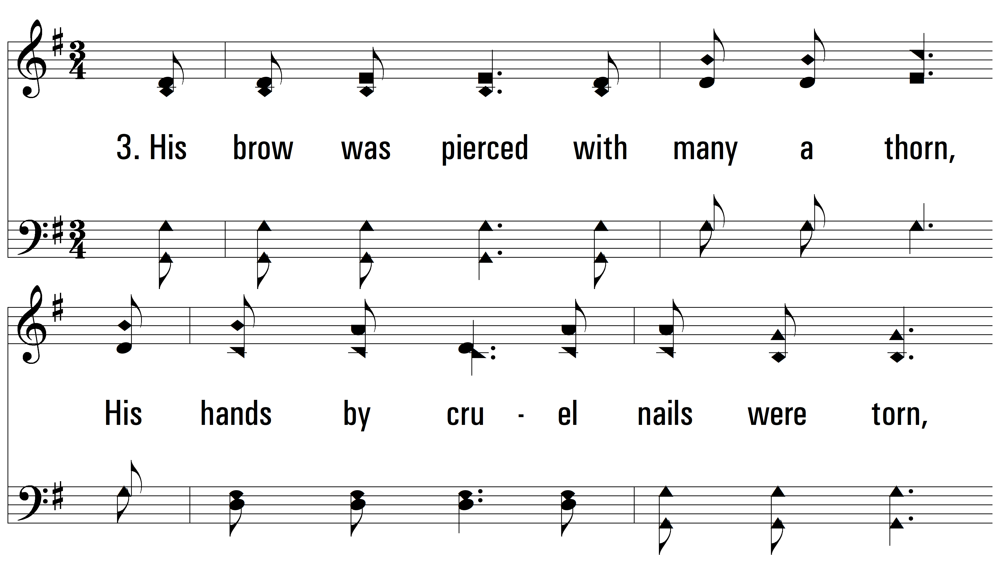 3. His brow was pierced with many a thorn,
His hands by cru - el nails were torn,